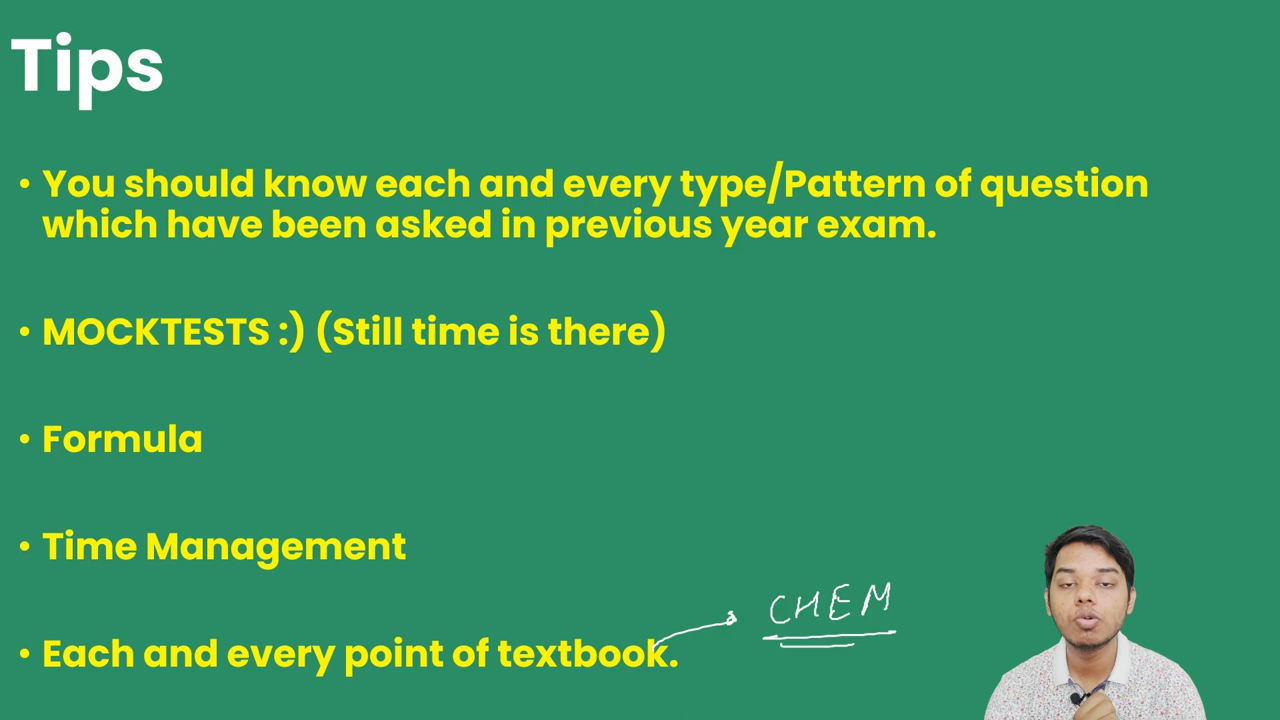 Tips
• You should know each and every type/Pattern of question
which have been asked in previous year exam.
• MOCKTESTS :) (Still time is there)
• Formula
• Time Management
• Each and every point of textbook.
CHEM